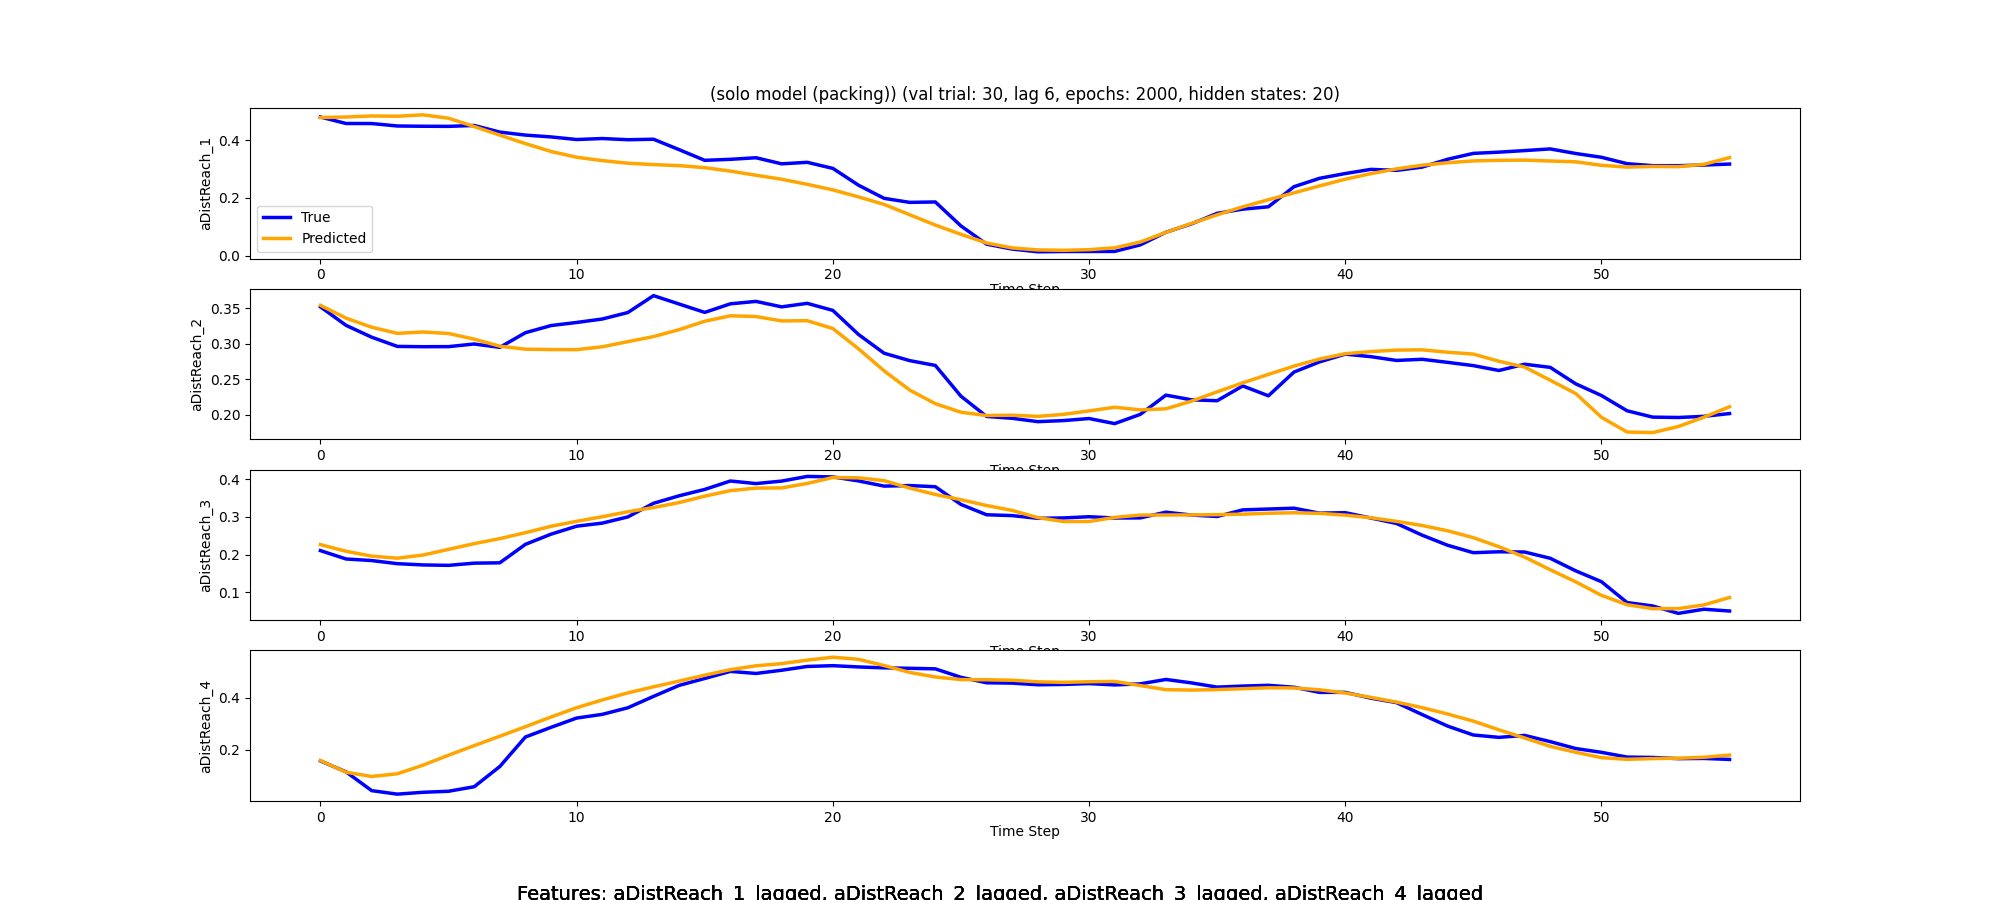 (solo model (packing)) (val trial: 30, lag 6, epochs: 2000, hidden states: 20)
aDistReach_1
0.4
0.2
0.0
True
Predicted
0 10 20 30 40 50
Time Step
aDistReach_2
0.35
0.30
0.25
0.20
0 10 20 30 40 50
Time Step
aDistReach_3
0.4
0.3
0.2
0.1
0 10 20 30 40 50
Time Step
aDistReach_4
0.4
0.2
0 10 20 30 40 50
Time Step
Features: aDistReach_1_lagged, aDistReach_2_lagged, aDistReach_3_lagged, aDistReach_4_lagged